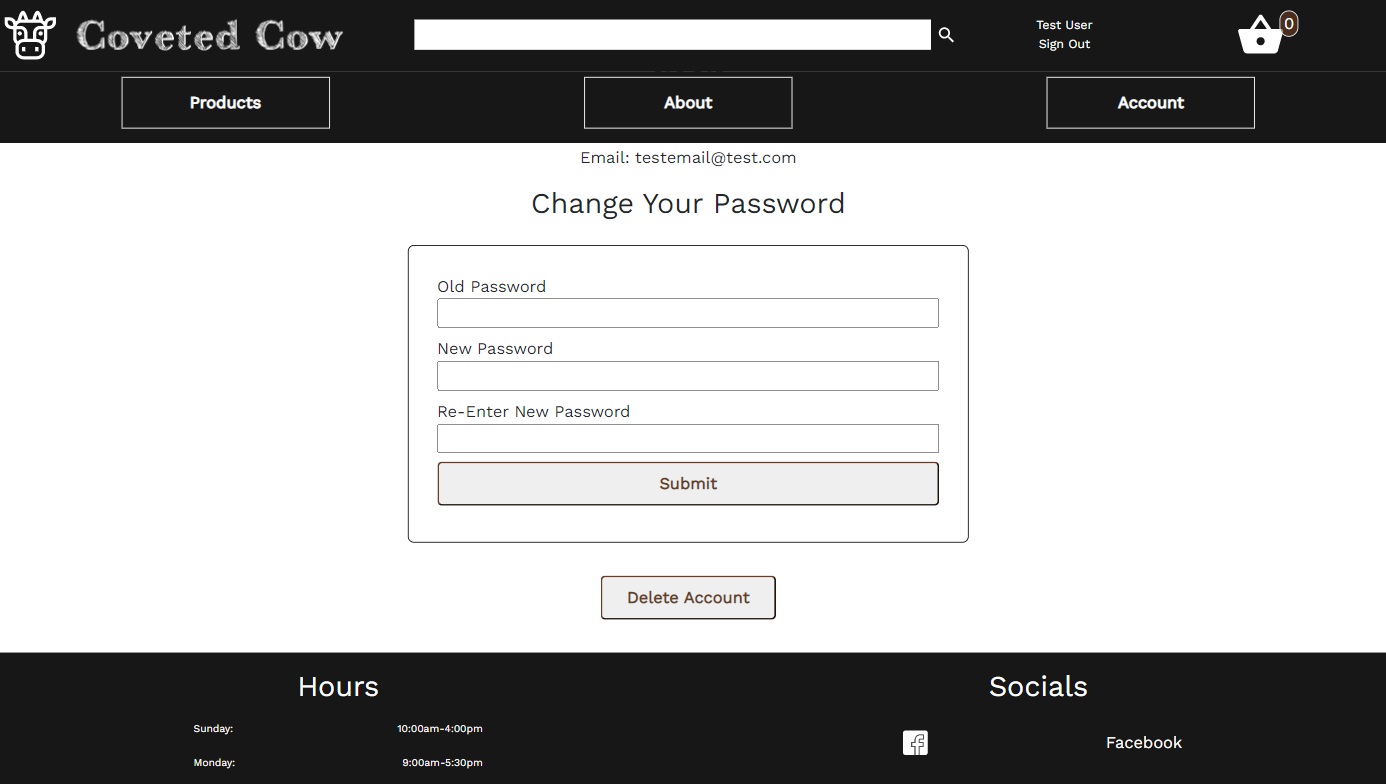 Coveted Cow
Test User
Sign Out
0
Products
About
Account
Email: testemail@test.com
Change Your Password
Old Password
New Password
Re-Enter New Password
Submit
Delete Account
Hours
Socials
Sunday: 10:00am-4:00pm
Facebook
Monday: 9:00am-5:30pm